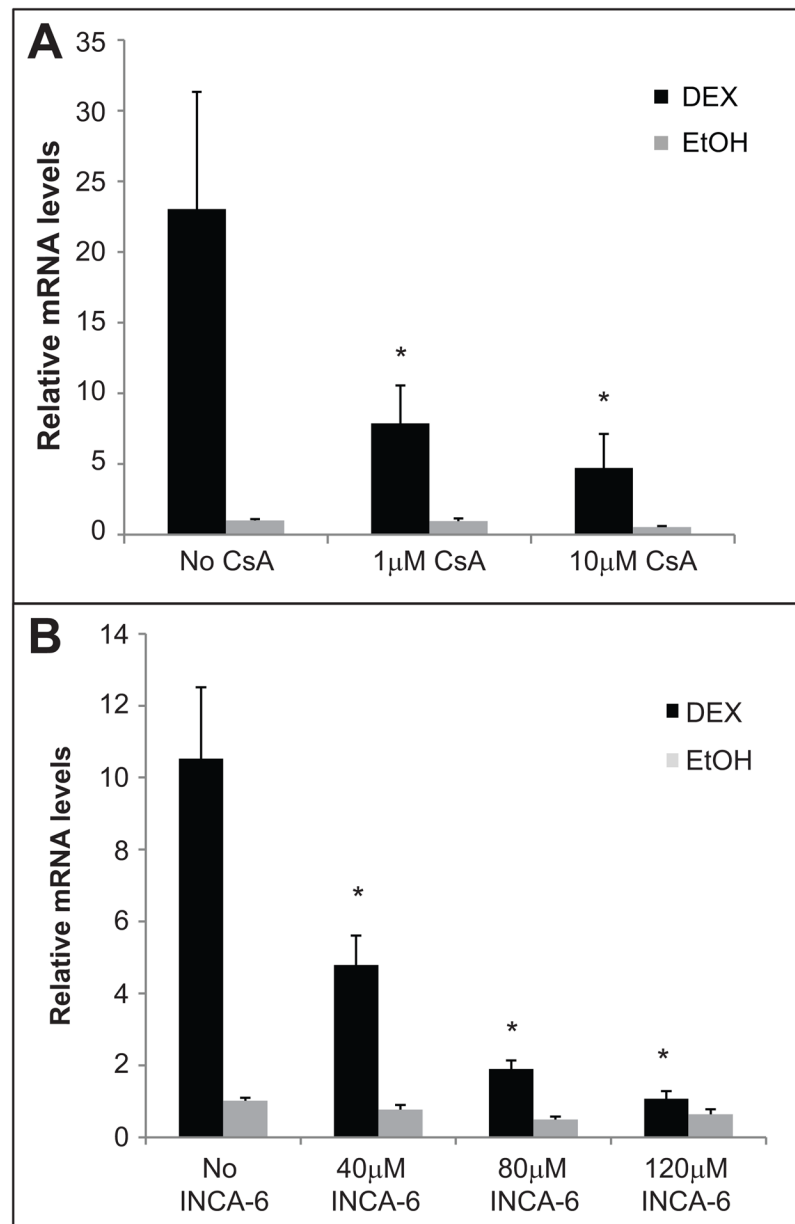 A
Relative mRNA levels
35
30
25
20
15
10
5
0
DEX
EtOH
*
*
No CsA
1μM CsA
10μM CsA
B
Relative mRNA levels
14
12
10
8
6
4
2
0
DEX
EtOH
*
*
*
No
INCA-6
40μM
INCA-6
80μM
INCA-6
120μM
INCA-6